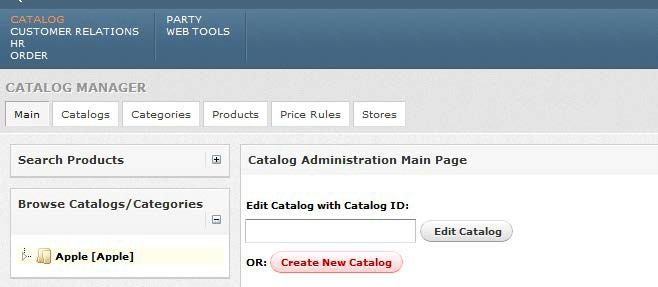 CATALOG
CUSTOMER RELATIONS
HR
ORDER
PARTY
WEB TOOLS
CATALOG MANAGER
Main Catalogs Categories Products Price Rules Stores
Search Products
Browse Catalogs/Categories
Apple [Apple]
Catalog Administration Main Page
Edit Catalog with Catalog ID:
Edit Catalog
OR: Create New Catalog